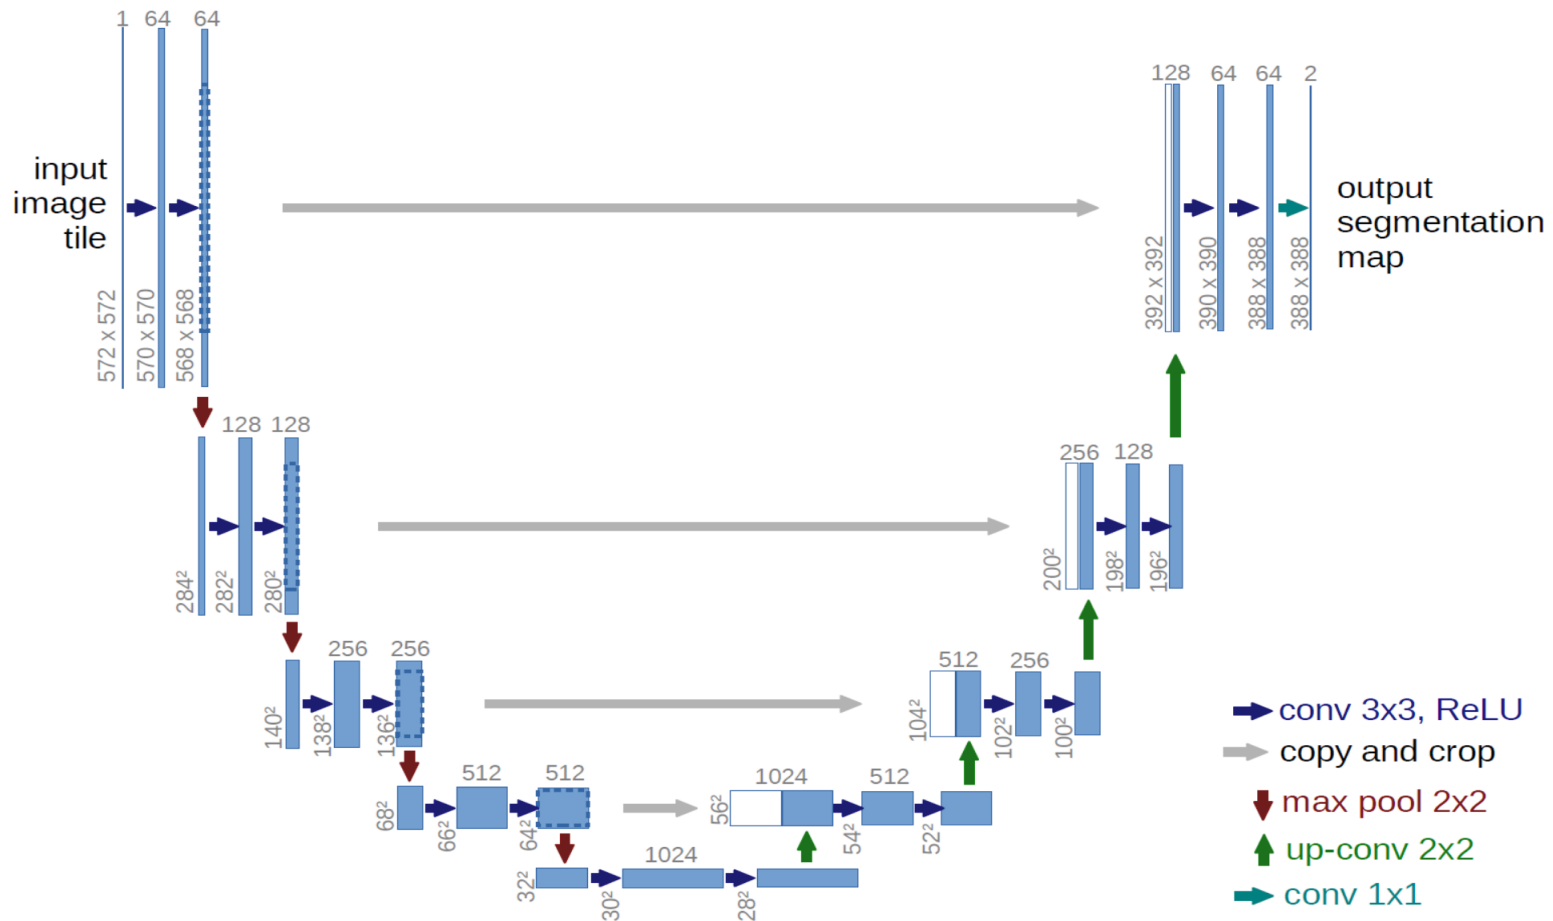 1 64 64
input
image
tile
572 x 572
570 x 570
568 x 568
128 64 64 2
392 x 392
390 x 390
388 x 388
388 x 388
output
segmentation
map
128 128
284²
282²
280²
256 128
200²
198²
196²
256 256
140²
138²
136²
512 256
104²
102²
100²
512 512
68²
66²
64²
1024 512
56²
54²
52²
1024
32²
30²
28²
conv 3x3, ReLU
copy and crop
max pool 2x2
up-conv 2x2
conv 1x1